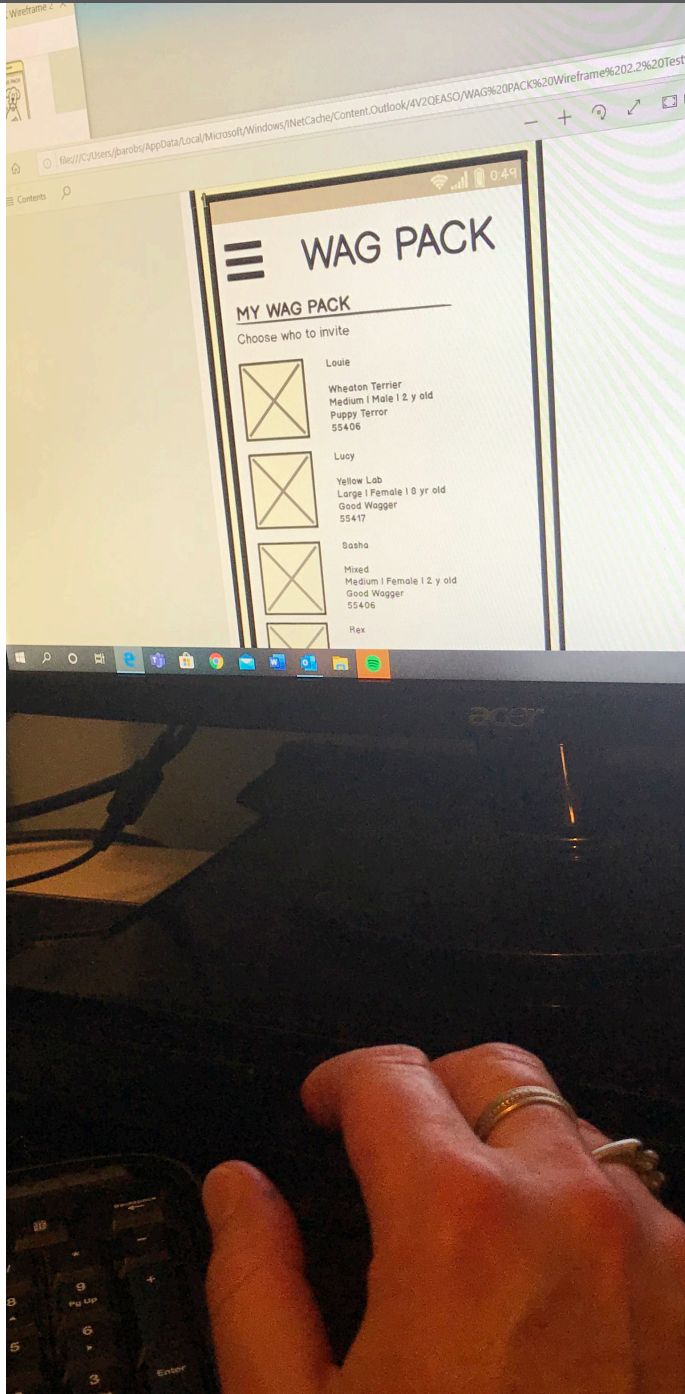 Wireframe 2
file:///C:/Users/jbarobs/AppData/Local/Microsoft/Windows/INetCache/Content.Outlook/4V2QEASO/WAG%20PACK%20Wireframe%202.2%20Test
Contents
0:49
WAG PACK
MY WAG PACK
Choose who to invite
Louie
Wheaton Terrier
Medium | Male | 2 y old
Puppy Terror
55406
Lucy
Yellow Lab
Large | Female | 8 yr old
Good Wagger
55417
Sasha
Mixed
Medium | Female | 2 y old
Good Wagger
55406
Rex
acer
Backspace
/
*
-
8
9
Pg Up
+
5
6
3
Enter